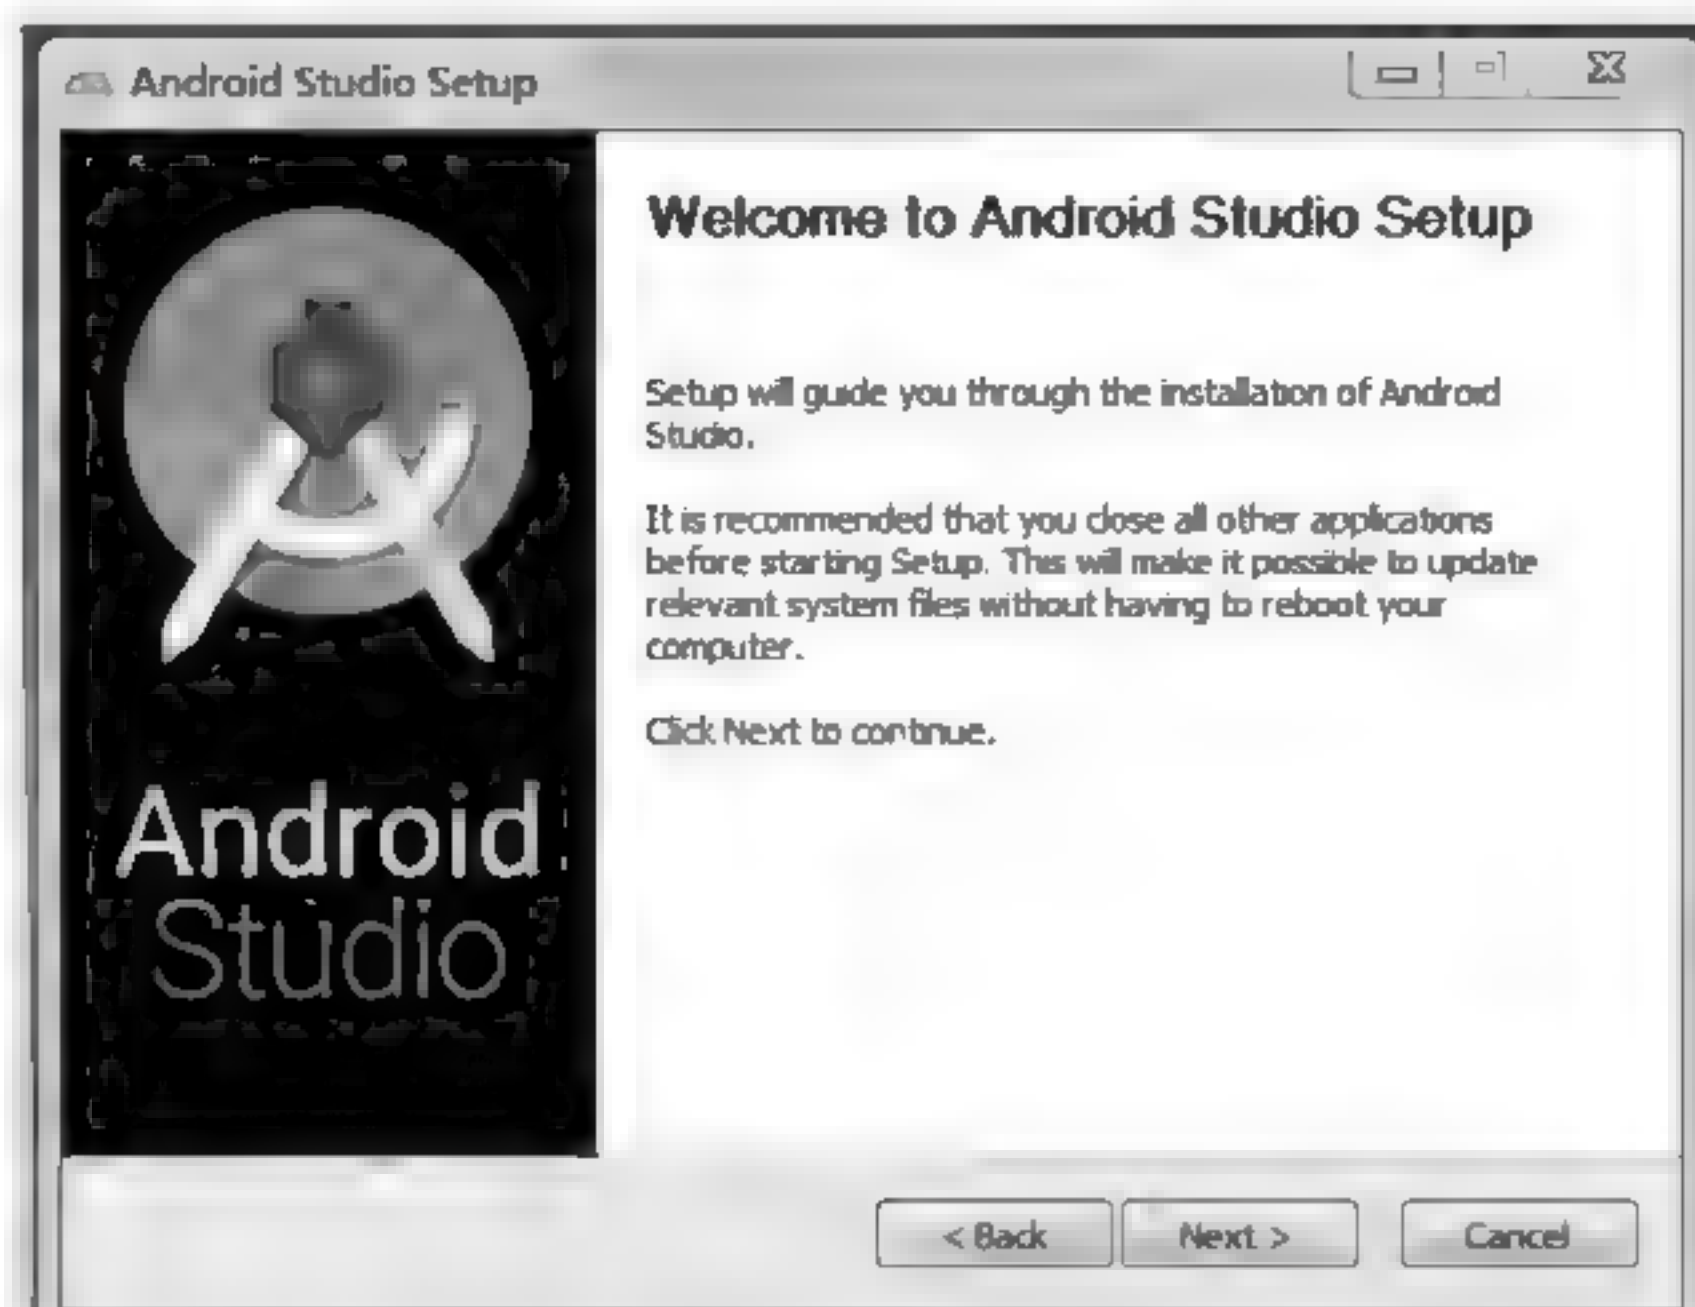 Android Studio Setup
Android
Studio
Welcome to Android Studio Setup
Setup will guide you through the installation of Android
Studio.
It is recommended that you close all other applications
before starting Setup. This will make it possible to update
relevant system files without having to reboot your
computer.
Click Next to continue.
< Back
Next >
Cancel